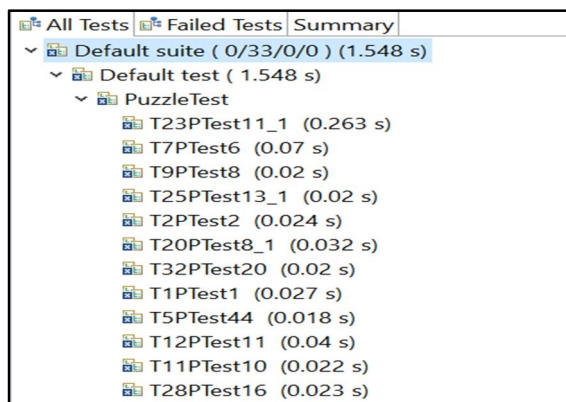 All Tests Failed Tests Summary
Default suite ( 0/33/0/0 ) (1.548 s)
Default test ( 1.548 s)
PuzzleTest
T23PTest11_1 (0.263 s)
T7PTest6 (0.07 s)
T9PTest8 (0.02 s)
T25PTest13_1 (0.02 s)
T2PTest2 (0.024 s)
T20PTest8_1 (0.032 s)
T32PTest20 (0.02 s)
T1PTest1 (0.027 s)
T5PTest44 (0.018 s)
T12PTest11 (0.04 s)
T11PTest10 (0.022 s)
T28PTest16 (0.023 s)